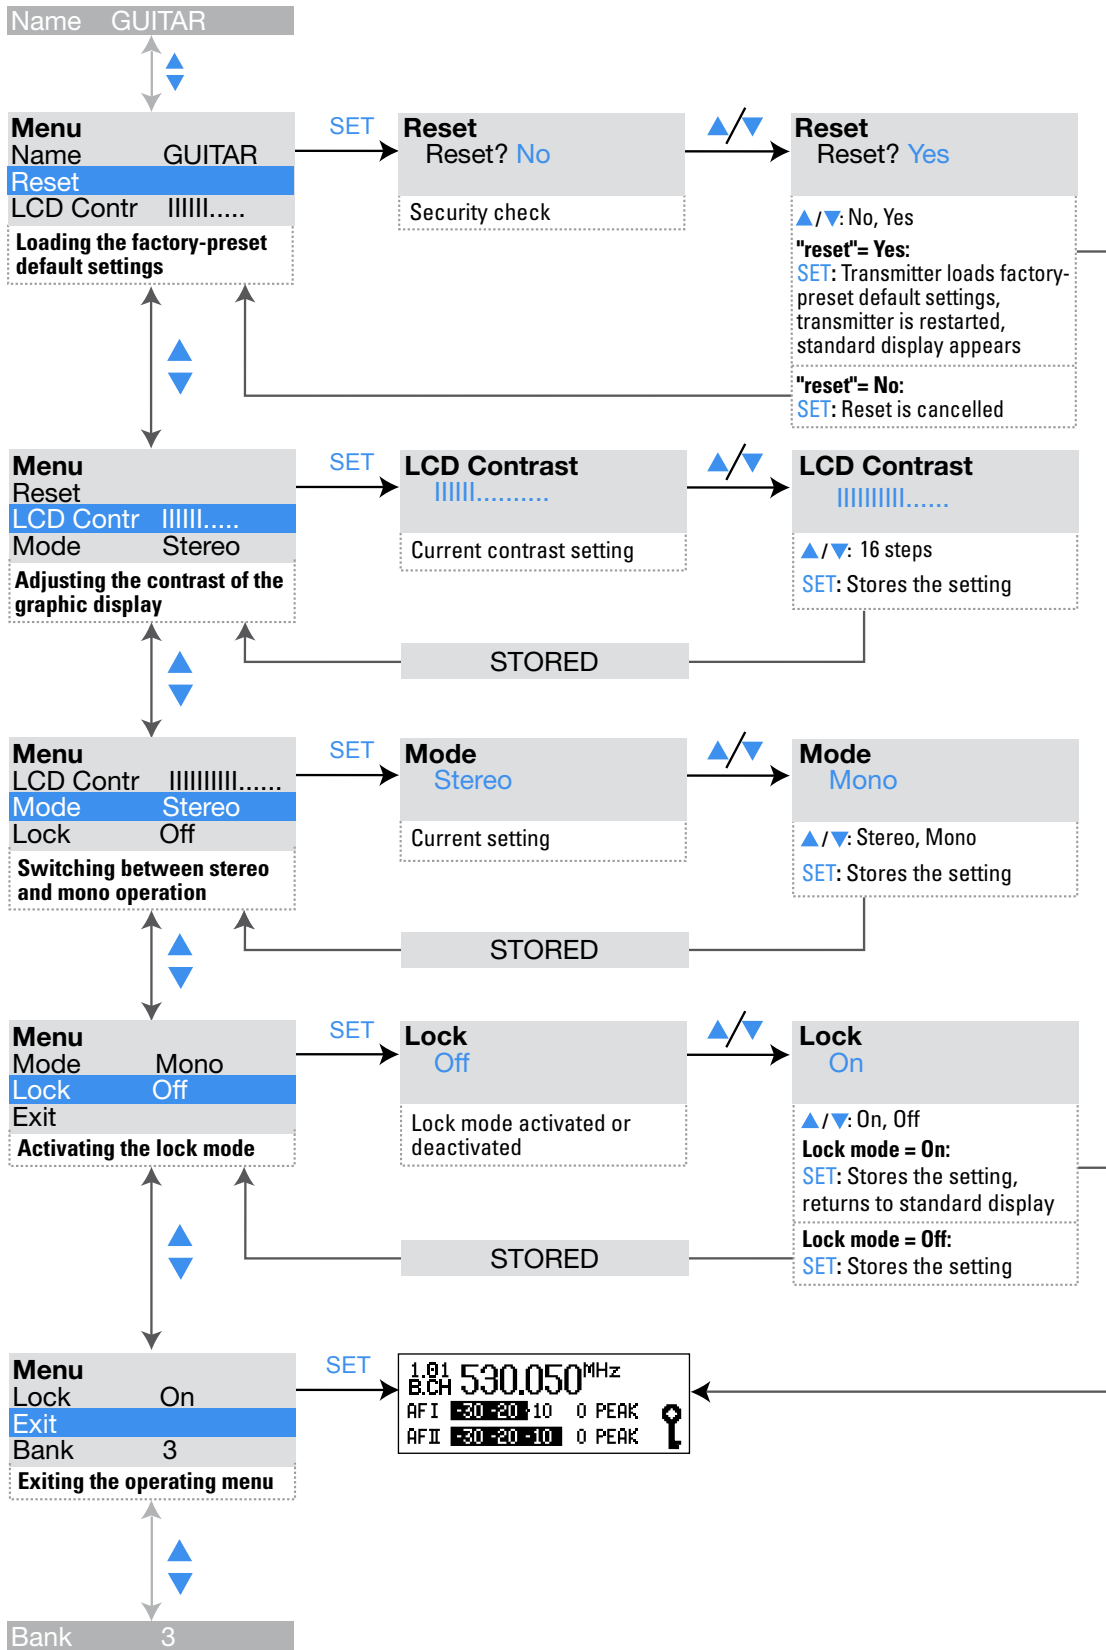 Name GUITAR
Menu
Name GUITAR
Reset
LCD Contr IIIIII.....
Loading the factory-preset
default settings
SET
Reset
Reset? No
Security check
Reset
Reset? Yes
▲/▼: No, Yes
"reset"= Yes:
SET: Transmitter loads factory-
preset default settings,
transmitter is restarted,
standard display appears
"reset"= No:
SET: Reset is cancelled
Menu
Reset
LCD Contr IIIIII.....
Mode Stereo
Adjusting the contrast of the
graphic display
SET
LCD Contrast
IIIIII..........
Current contrast setting
LCD Contrast
IIIIIIIIII......
▲/▼: 16 steps
SET: Stores the setting
STORED
Menu
LCD Contr IIIIIIIIII......
Mode Stereo
Lock Off
Switching between stereo
and mono operation
SET
Mode
Stereo
Current setting
Mode
Mono
▲/▼: Stereo, Mono
SET: Stores the setting
STORED
Menu
Mode Mono
Lock Off
Exit
Activating the lock mode
SET
Lock
Off
Lock mode activated or
deactivated
Lock
On
▲/▼: On, Off
Lock mode = On:
SET: Stores the setting,
returns to standard display
Lock mode = Off:
SET: Stores the setting
STORED
Menu
Lock On
Exit
Bank 3
Exiting the operating menu
SET
1.01
B.CH 530.050 MHz
AF I -30 -20 -10 0 PEAK
AF II -30 -20 -10 0 PEAK
Bank 3